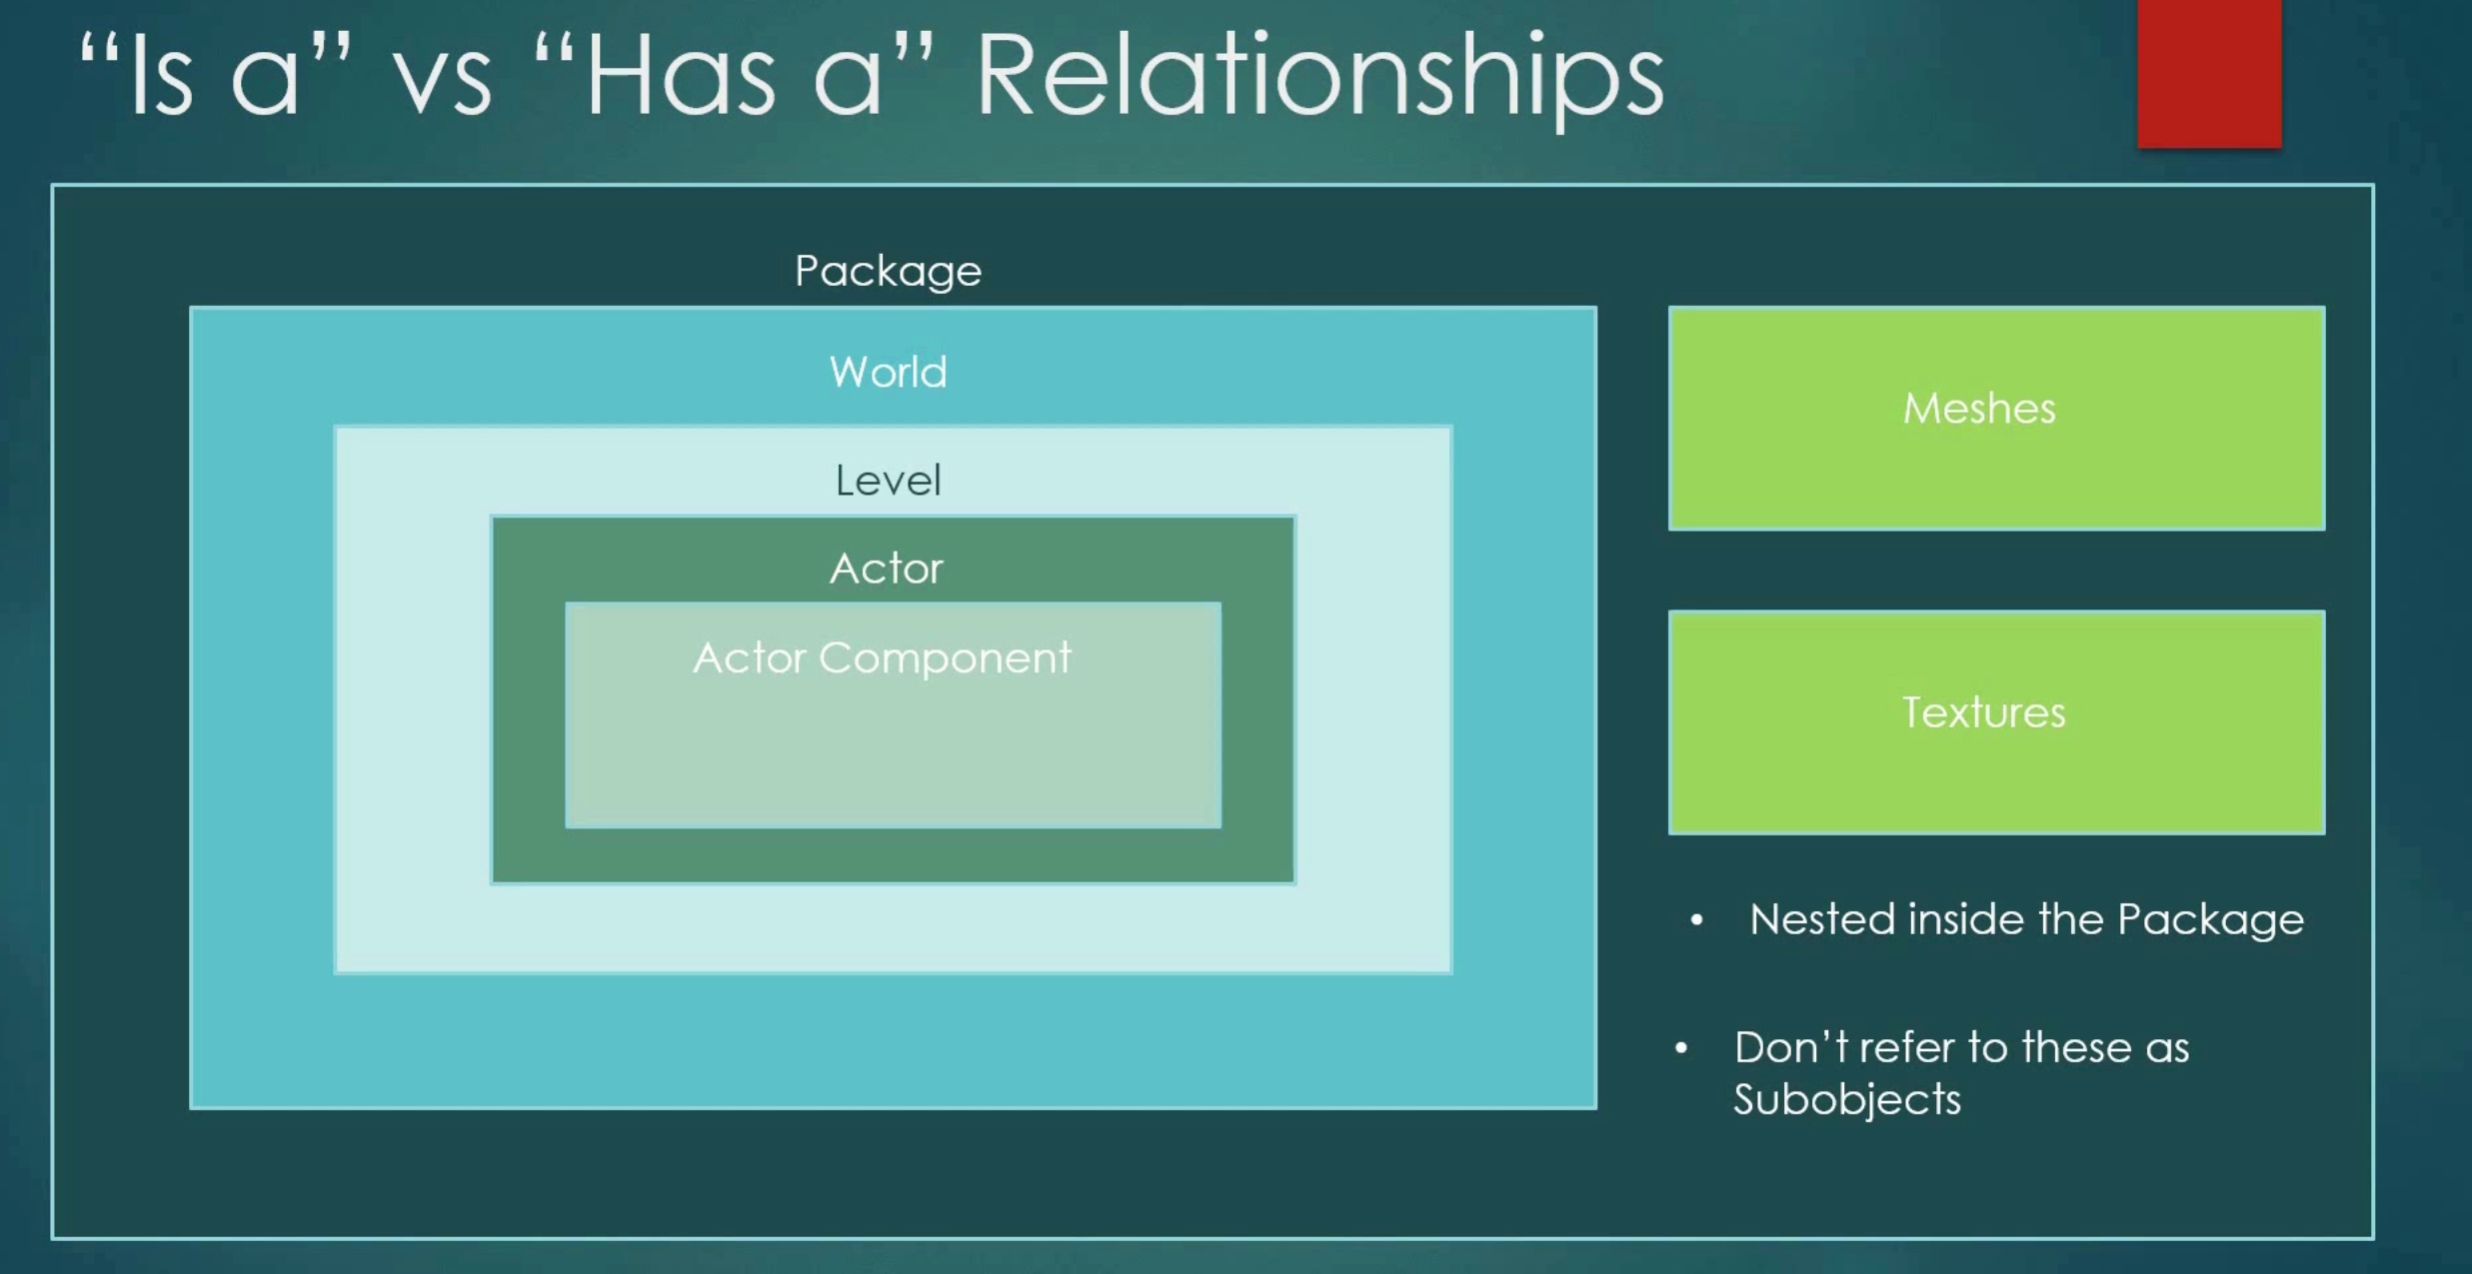 “Is a” vs “Has a” Relationships
Package
World
Level
Actor
Actor Component
Meshes
Textures
• Nested inside the Package
• Don’t refer to these as
Subobjects